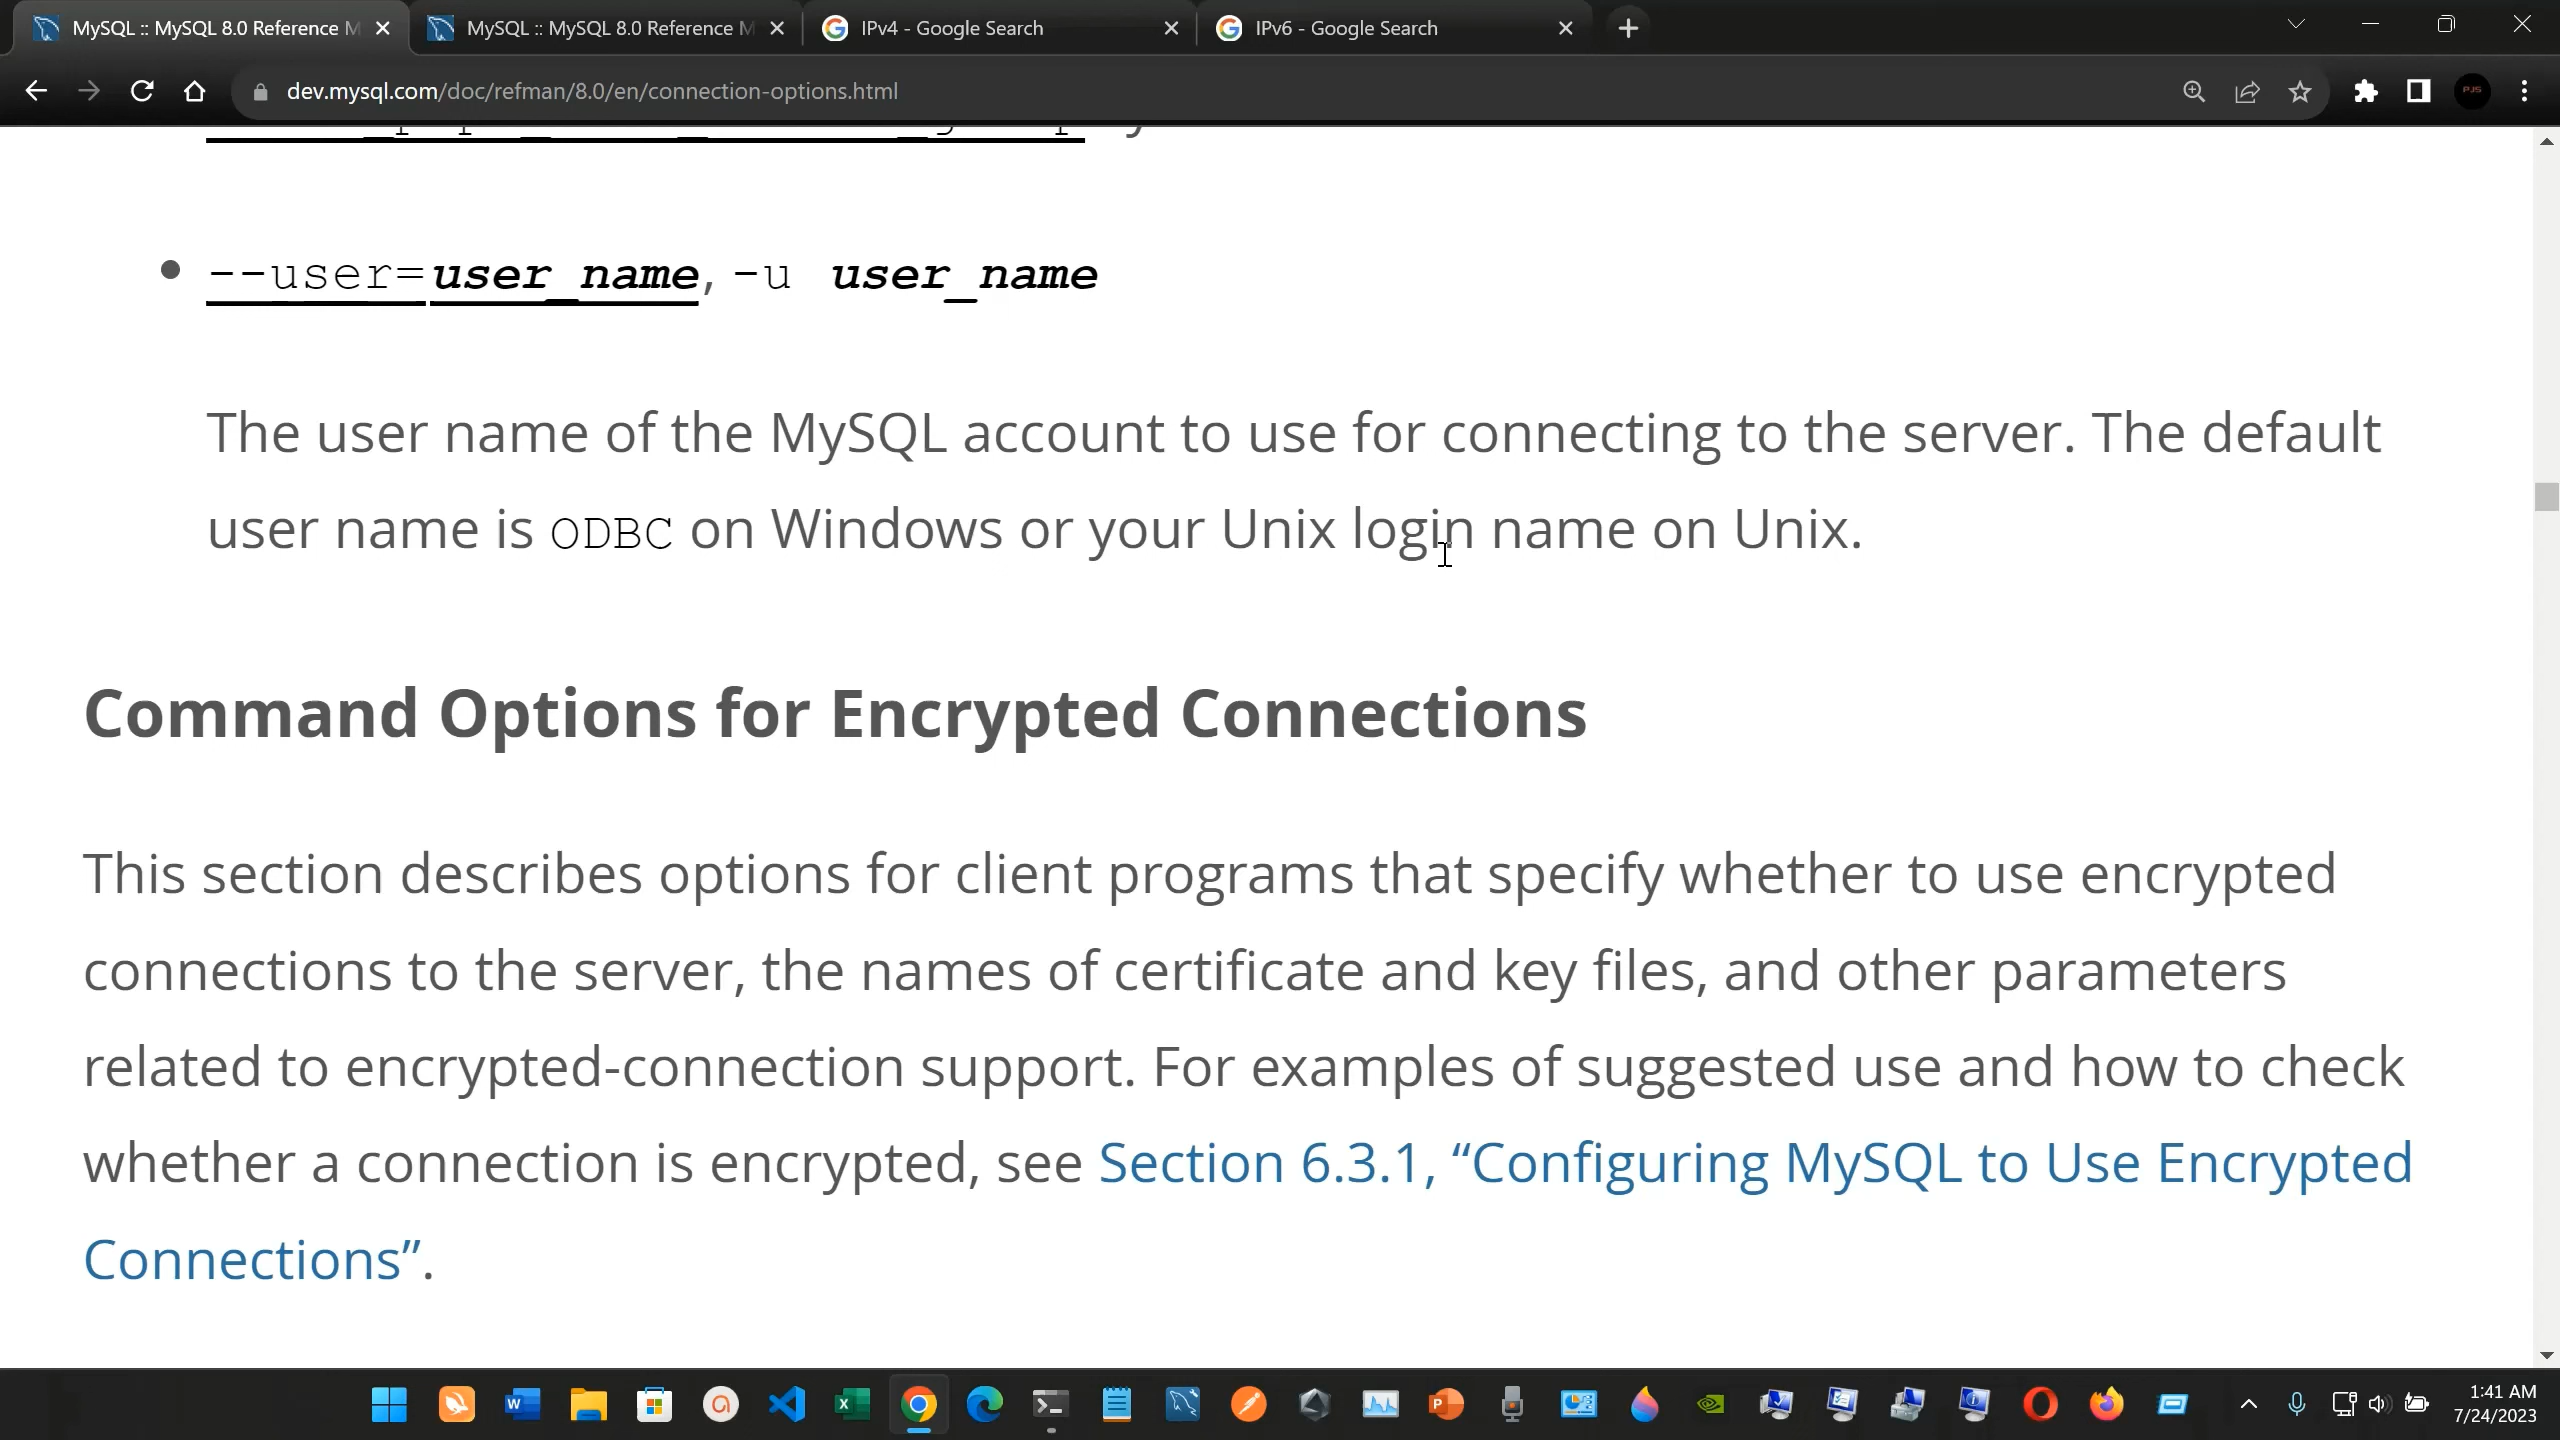 MySQL :: MySQL 8.0 Reference M
MySQL :: MySQL 8.0 Reference M
IPv4 - Google Search
IPv6 - Google Search
dev.mysql.com/doc/refman/8.0/en/connection-options.html
PJS
--user=user_name, -u user_name
The user name of the MySQL account to use for connecting to the server. The default
user name is ODBC on Windows or your Unix login name on Unix.
Command Options for Encrypted Connections
This section describes options for client programs that specify whether to use encrypted
connections to the server, the names of certificate and key files, and other parameters
related to encrypted-connection support. For examples of suggested use and how to check
whether a connection is encrypted, see Section 6.3.1, “Configuring MySQL to Use Encrypted
Connections”.
1:41 AM
7/24/2023